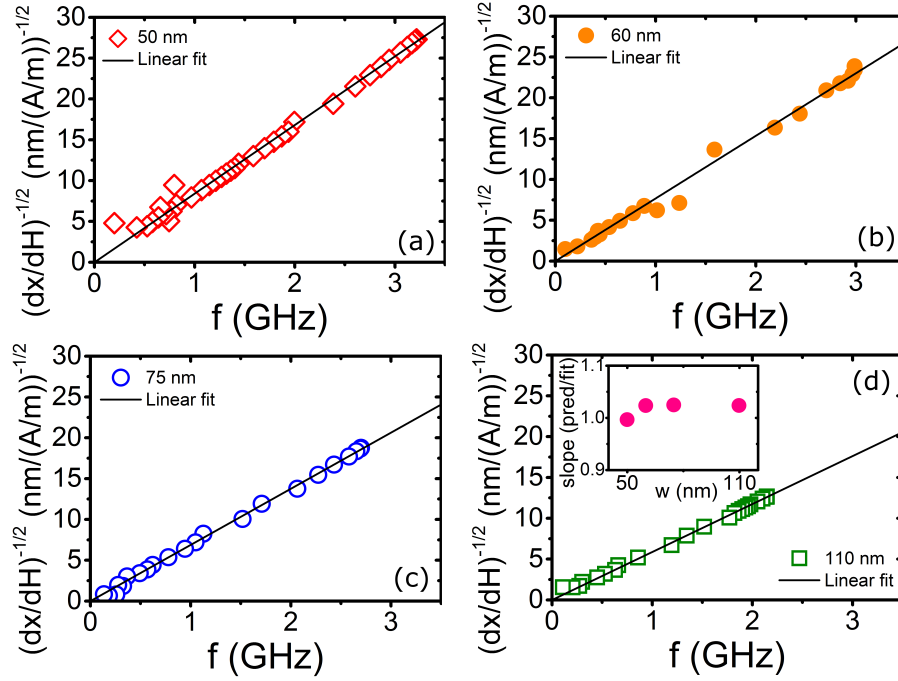 (dx/dH)⁻¹/² (nm/(A/m))⁻¹/²
30
25
20
15
10
5
0
50 nm
Linear fit
(a)
0 1 2 3
f (GHz)
(dx/dH)⁻¹/² (nm/(A/m))⁻¹/²
30
25
20
15
10
5
0
60 nm
Linear fit
(b)
0 1 2 3
f (GHz)
(dx/dH)⁻¹/² (nm/(A/m))⁻¹/²
30
25
20
15
10
5
0
75 nm
Linear fit
(c)
0 1 2 3
f (GHz)
(dx/dH)⁻¹/² (nm/(A/m))⁻¹/²
30
25
20
15
10
5
0
slope (pred/fit)
1.1
1.0
0.9
50 110
w (nm)
(d)
110 nm
Linear fit
0 1 2 3
f (GHz)